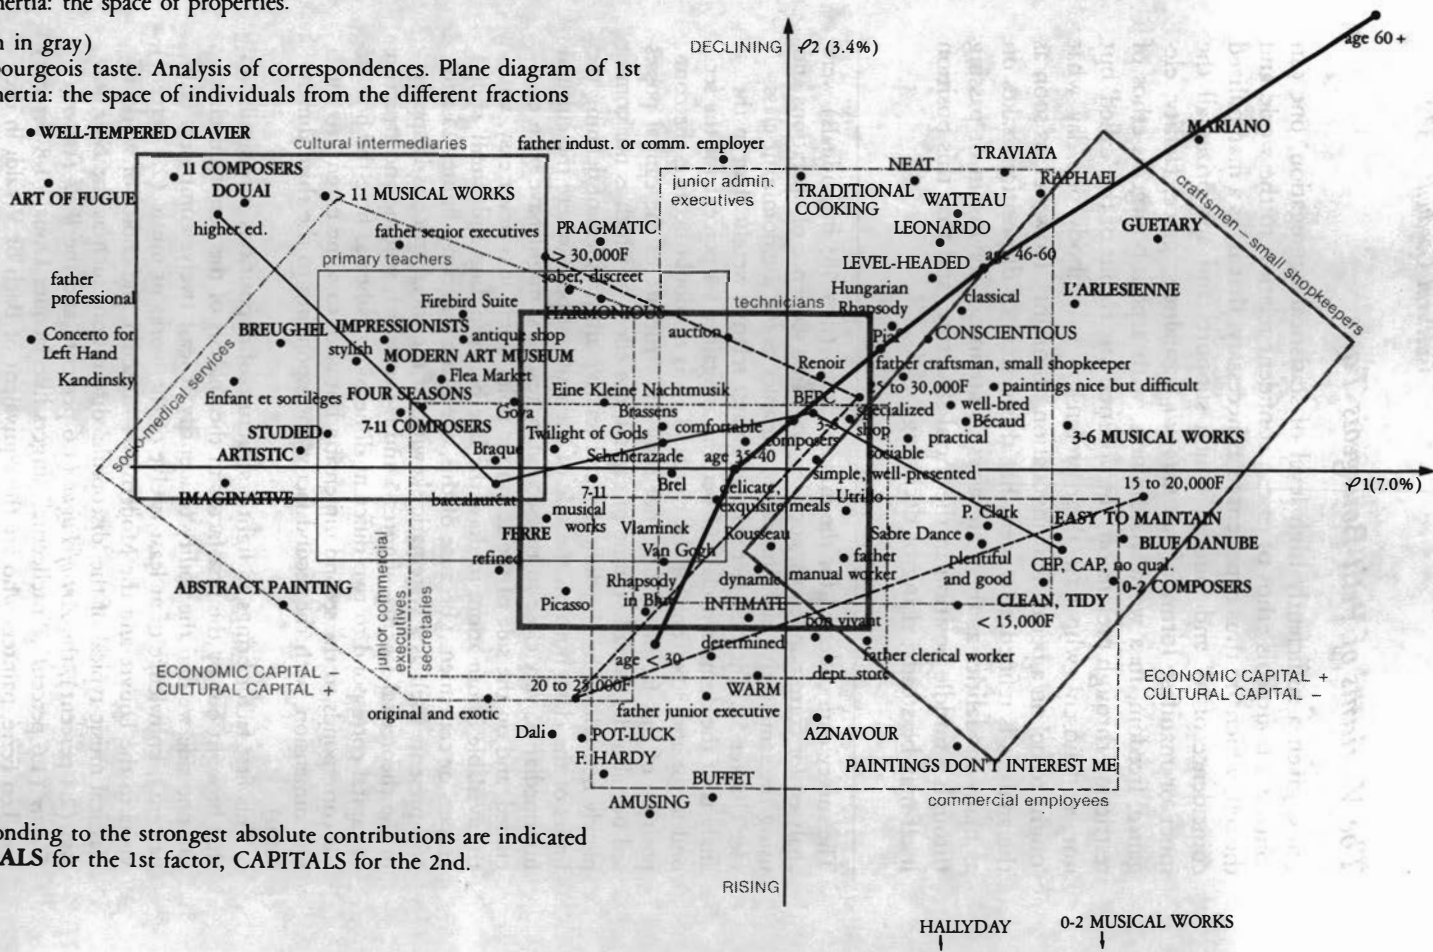 nertia: the space of properties.
n in gray)
bourgeois taste. Analysis of correspondences. Plane diagram of 1st
nertia: the space of individuals from the different fractions
DECLINING
φ2 (3.4%)
age 60 +
WELL-TEMPERED CLAVIER
cultural intermediaries
father indust. or comm. employer
MARIANO
11 COMPOSERS
NEAT
TRAVIATA
ART OF FUGUE
DOUAI
> 11 MUSICAL WORKS
junior admin.
executives
TRADITIONAL
COOKING
WATTEAU
RAPHAEL
craftsmen – small shopkeepers
higher ed.
father senior executives
PRAGMATIC
LEONARDO
GUETARY
> 30,000F
age 46-60
primary teachers
sober, discreet
LEVEL-HEADED
father
professional
Firebird Suite
HARMONIOUS
technicians
Hungarian
Rhapsody
classical
L'ARLESIENNE
Concerto for
Left Hand
BREUGHEL
IMPRESSIONISTS
antique shop
auction
Piaf
CONSCIENTIOUS
stylish
MODERN ART MUSEUM
Renoir
father craftsman, small shopkeeper
Kandinsky
Flea Market
25 to 30,000F
paintings nice but difficult
socio-medical services
Enfant et sortilèges
FOUR SEASONS
Eine Kleine Nachtmusik
BEPC
well-bred
Goya
Brassens
specialized
shop
Bécaud
7-11 COMPOSERS
comfortable
3-6
composers
practical
3-6 MUSICAL WORKS
STUDIED
Twilight of Gods
sociable
ARTISTIC
Braque
Scheherazade
age 35-40
simple, well-presented
IMAGINATIVE
baccalauréat
7-11
musical
works
Brel
delicate,
exquisite meals
Utrillo
15 to 20,000F
φ1(7.0%)
FERRE
Vlaminck
Rousseau
P. Clark
EASY TO MAINTAIN
Sabre Dance
BLUE DANUBE
refined
Van Gogh
father
manual worker
plentiful
and good
CEP, CAP, no qual.
ABSTRACT PAINTING
Picasso
Rhapsody
in Blue
dynamic
0-2 COMPOSERS
INTIMATE
CLEAN, TIDY
bon vivant
< 15,000F
junior commercial
executives
secretaries
determined
age < 30
father clerical worker
ECONOMIC CAPITAL –
CULTURAL CAPITAL +
dept. store
ECONOMIC CAPITAL +
CULTURAL CAPITAL –
20 to 25,000F
WARM
original and exotic
father junior executive
Dali
POT-LUCK
AZNAVOUR
F. HARDY
PAINTINGS DON'T INTEREST ME
BUFFET
AMUSING
commercial employees
onding to the strongest absolute contributions are indicated
ALS for the 1st factor, CAPITALS for the 2nd.
RISING
HALLYDAY
0-2 MUSICAL WORKS